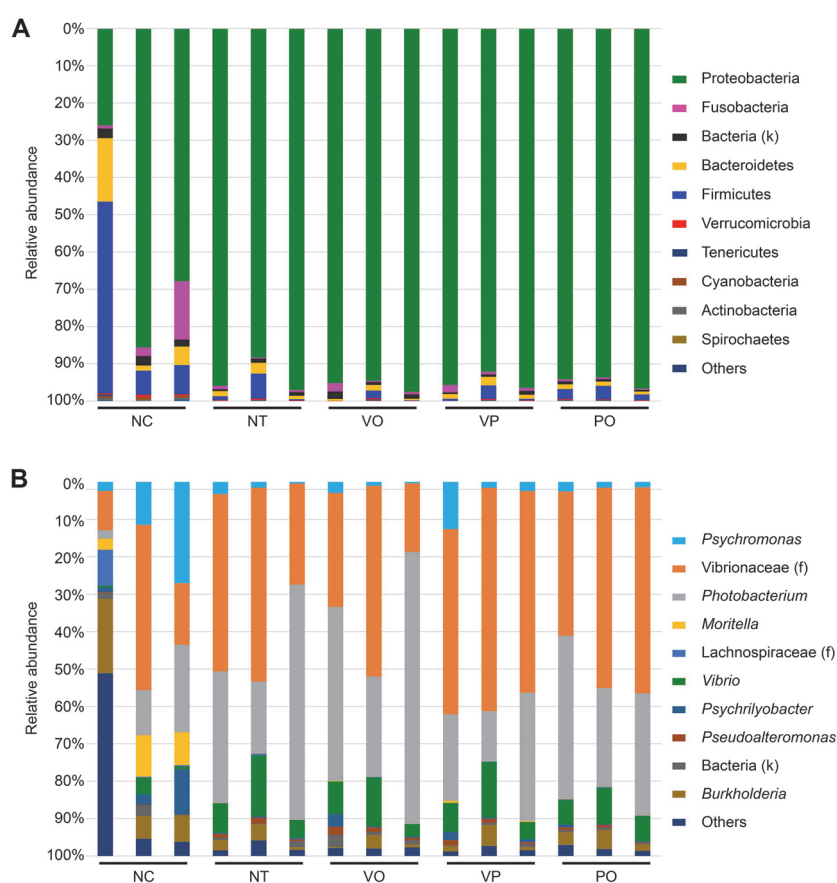 A
0%
10%
20%
30%
40%
50%
60%
70%
80%
90%
100%
Relative abundance
NC NT VO VP PO
Proteobacteria
Fusobacteria
Bacteria (k)
Bacteroidetes
Firmicutes
Verrucomicrobia
Tenericutes
Cyanobacteria
Actinobacteria
Spirochaetes
Others
B
0%
10%
20%
30%
40%
50%
60%
70%
80%
90%
100%
Relative abundance
NC NT VO VP PO
Psychromonas
Vibrionaceae (f)
Photobacterium
Moritella
Lachnospiraceae (f)
Vibrio
Psychrilyobacter
Pseudoalteromonas
Bacteria (k)
Burkholderia
Others